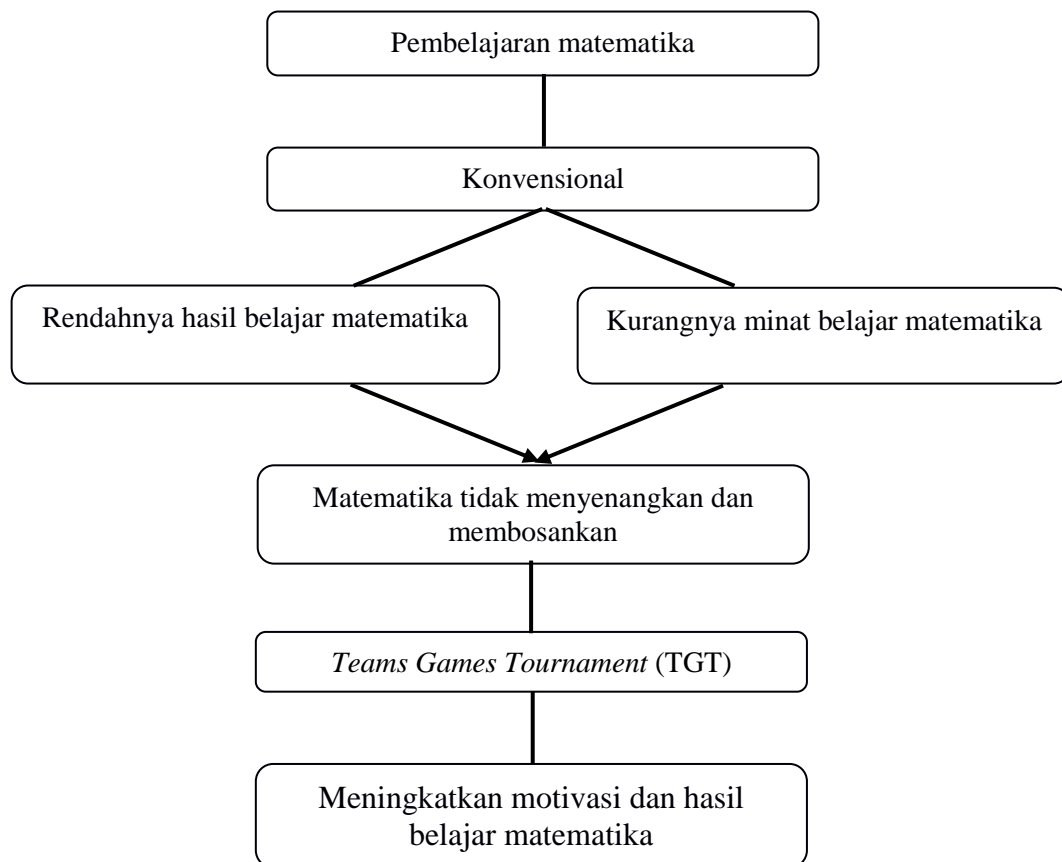 Pembelajaran matematika
Konvensional
Rendahnya hasil belajar matematika
Kurangnya minat belajar matematika
Matematika tidak menyenangkan dan
membosankan
Teams Games Tournament (TGT)
Meningkatkan motivasi dan hasil
belajar matematika